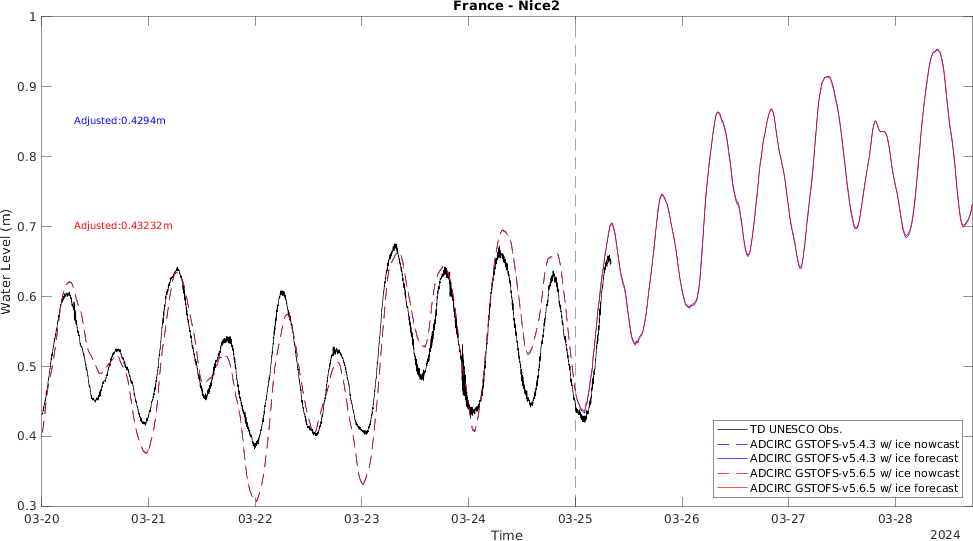 France - Nice2
1
0.9
0.8
0.7
0.6
0.5
0.4
0.3
Water Level (m)
Adjusted:0.4294m
Adjusted:0.43232m
TD UNESCO Obs.
ADCIRC GSTOFS-v5.4.3 w/ ice nowcast
ADCIRC GSTOFS-v5.4.3 w/ ice forecast
ADCIRC GSTOFS-v5.6.5 w/ ice nowcast
ADCIRC GSTOFS-v5.6.5 w/ ice forecast
03-20 03-21 03-22 03-23 03-24 03-25 03-26 03-27 03-28
Time
2024